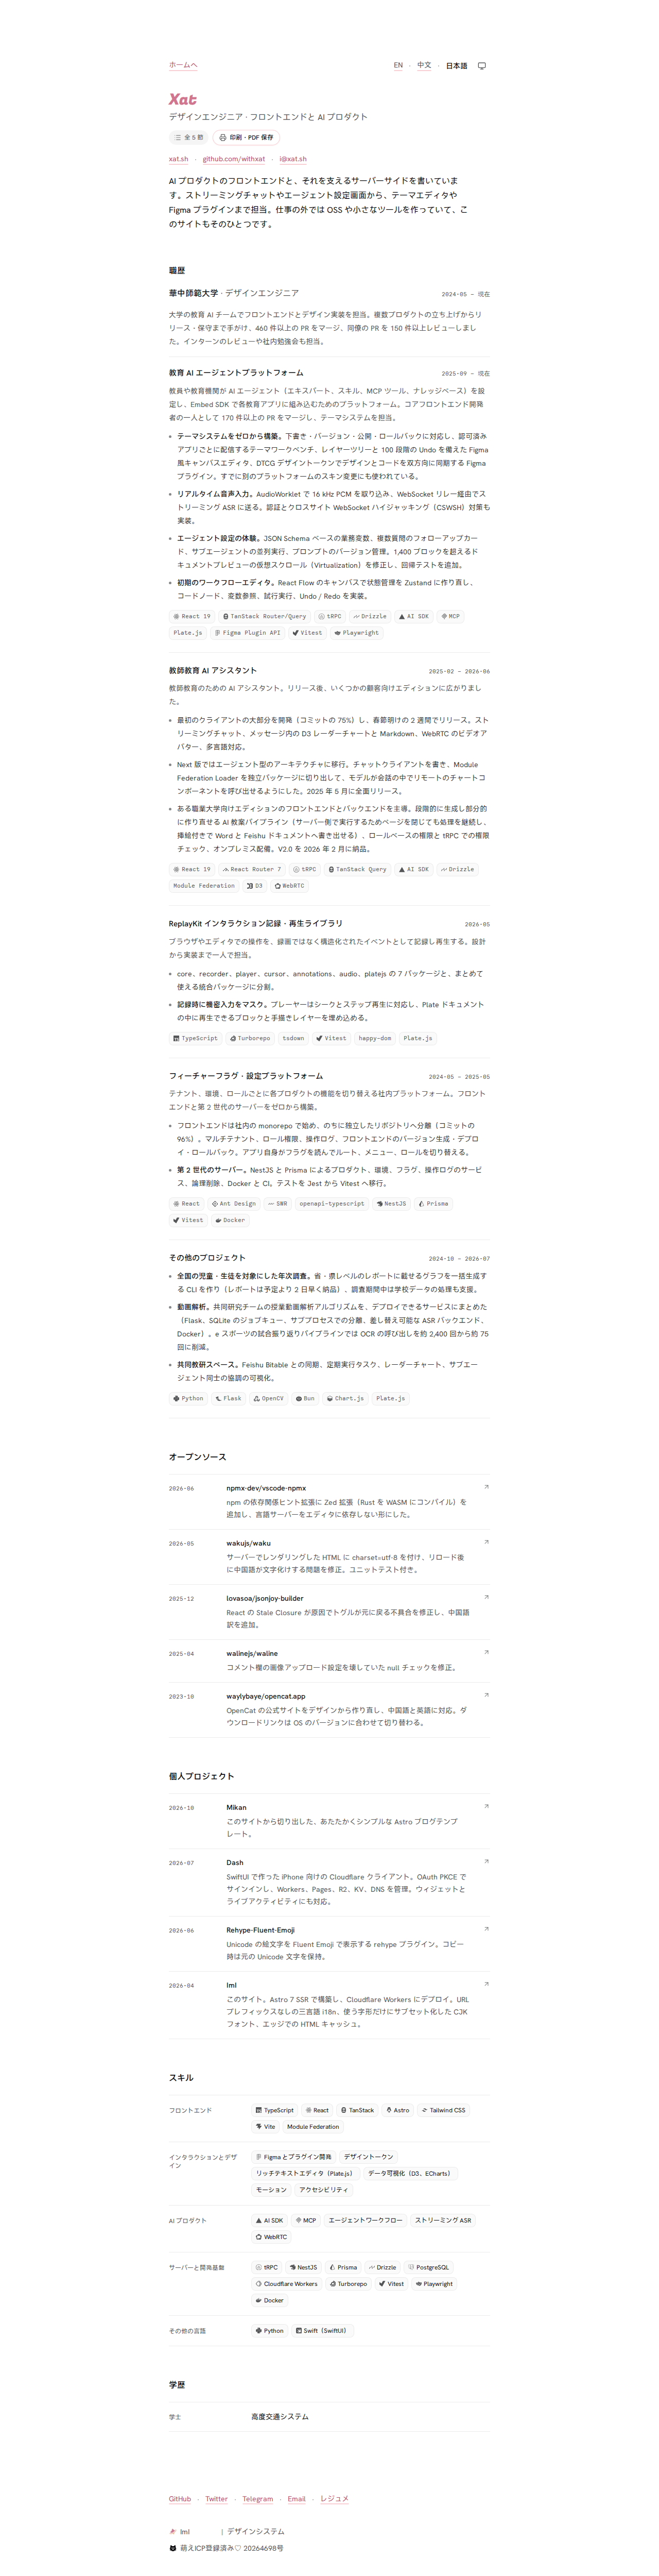 ホームへ
EN · 中文 · 日本語
Xat
デザインエンジニア · フロントエンドと AI プロダクト
全 5 節
印刷・PDF 保存
xat.sh · github.com/withxat · i@xat.sh
AI プロダクトのフロントエンドと、それを支えるサーバーサイドを書いていま
す。ストリーミングチャットやエージェント設定画面から、テーマエディタや
Figma プラグインまで担当。仕事の外では OSS や小さなツールを作っていて、こ
のサイトもそのひとつです。
職歴
華中師範大学 · デザインエンジニア
2024-05 – 現在
大学の教育 AI チームでフロントエンドとデザイン実装を担当。複数プロダクトの立ち上げからリ
リース・保守まで手がけ、460 件以上の PR をマージ、同僚の PR を 150 件以上レビューしまし
た。インターンのレビューや社内勉強会も担当。
教育 AI エージェントプラットフォーム
2025-09 – 現在
教員や教育機関が AI エージェント（エキスパート、スキル、MCP ツール、ナレッジベース）を設
定し、Embed SDK で各教育アプリに組み込むためのプラットフォーム。コアフロントエンド開発
者の一人として 170 件以上の PR をマージし、テーマシステムを担当。
テーマシステムをゼロから構築。下書き・バージョン・公開・ロールバックに対応し、認可済み
アプリごとに配信するテーマワークベンチ、レイヤーツリーと 100 段階の Undo を備えた Figma
風キャンバスエディタ、DTCG デザイントークンでデザインとコードを双方向に同期する Figma
プラグイン。すでに別のプラットフォームのスキン変更にも使われている。
リアルタイム音声入力。AudioWorklet で 16 kHz PCM を取り込み、WebSocket リレー経由でス
トリーミング ASR に送る。認証とクロスサイト WebSocket ハイジャッキング（CSWSH）対策も
実装。
エージェント設定の体験。JSON Schema ベースの業務変数、複数質問のフォローアップカー
ド、サブエージェントの並列実行、プロンプトのバージョン管理。1,400 ブロックを超えるド
キュメントプレビューの仮想スクロール（Virtualization）を修正し、回帰テストを追加。
初期のワークフローエディタ。React Flow のキャンバスで状態管理を Zustand に作り直し、
コードノード、変数参照、試行実行、Undo / Redo を実装。
React 19 TanStack Router/Query tRPC Drizzle AI SDK MCP
Plate.js Figma Plugin API Vitest Playwright
教師教育 AI アシスタント
2025-02 – 2026-06
教師教育のための AI アシスタント。リリース後、いくつかの顧客向けエディションに広がりまし
た。
最初のクライアントの大部分を開発（コミットの 75%）し、春節明けの 2 週間でリリース。スト
リーミングチャット、メッセージ内の D3 レーダーチャートと Markdown、WebRTC のビデオア
バター、多言語対応。
Next 版ではエージェント型のアーキテクチャに移行。チャットクライアントを書き、Module
Federation Loader を独立パッケージに切り出して、モデルが会話の中でリモートのチャートコ
ンポーネントを呼び出せるようにした。2025 年 5 月に全面リリース。
ある職業大学向けエディションのフロントエンドとバックエンドを主導。段階的に生成し部分的
に作り直せる AI 教案パイプライン（サーバー側で実行するためページを閉じても処理を継続し、
挿絵付きで Word と Feishu ドキュメントへ書き出せる）、ロールベースの権限と tRPC での権限
チェック、オンプレミス配備。V2.0 を 2026 年 2 月に納品。
React 19 React Router 7 tRPC TanStack Query AI SDK Drizzle
Module Federation D3 WebRTC
ReplayKit インタラクション記録・再生ライブラリ
2026-05
ブラウザやエディタでの操作を、録画ではなく構造化されたイベントとして記録し再生する。設計
から実装まで一人で担当。
core、recorder、player、cursor、annotations、audio、platejs の 7 パッケージと、まとめて
使える統合パッケージに分割。
記録時に機密入力をマスク。プレーヤーはシークとステップ再生に対応し、Plate ドキュメント
の中に再生できるブロックと手描きレイヤーを埋め込める。
TypeScript Turborepo tsdown Vitest happy-dom Plate.js
フィーチャーフラグ・設定プラットフォーム
2024-05 – 2025-05
テナント、環境、ロールごとに各プロダクトの機能を切り替える社内プラットフォーム。フロント
エンドと第 2 世代のサーバーをゼロから構築。
フロントエンドは社内の monorepo で始め、のちに独立したリポジトリへ分離（コミットの
96%）。マルチテナント、ロール権限、操作ログ、フロントエンドのバージョン生成・デプロ
イ・ロールバック。アプリ自身がフラグを読んでルート、メニュー、ロールを切り替える。
第 2 世代のサーバー。NestJS と Prisma によるプロダクト、環境、フラグ、操作ログのサービ
ス、論理削除、Docker と CI。テストを Jest から Vitest へ移行。
React Ant Design SWR openapi-typescript NestJS Prisma
Vitest Docker
その他のプロジェクト
2024-10 – 2026-07
全国の児童・生徒を対象にした年次調査。省・県レベルのレポートに載せるグラフを一括生成す
る CLI を作り（レポートは予定より 2 日早く納品）、調査期間中は学校データの処理も支援。
動画解析。共同研究チームの授業動画解析アルゴリズムを、デプロイできるサービスにまとめた
（Flask、SQLite のジョブキュー、サブプロセスでの分離、差し替え可能な ASR バックエンド、
Docker）。e スポーツの試合振り返りパイプラインでは OCR の呼び出しを約 2,400 回から約 75
回に削減。
共同教研スペース。Feishu Bitable との同期、定期実行タスク、レーダーチャート、サブエー
ジェント同士の協調の可視化。
Python Flask OpenCV Bun Chart.js Plate.js
オープンソース
2026-06
npmx-dev/vscode-npmx
npm の依存関係ヒント拡張に Zed 拡張（Rust を WASM にコンパイル）を
追加し、言語サーバーをエディタに依存しない形にした。
2026-05
wakujs/waku
サーバーでレンダリングした HTML に charset=utf-8 を付け、リロード後
に中国語が文字化けする問題を修正。ユニットテスト付き。
2025-12
lovasoa/jsonjoy-builder
React の Stale Closure が原因でトグルが元に戻る不具合を修正し、中国語
訳を追加。
2025-04
walinejs/waline
コメント欄の画像アップロード設定を壊していた null チェックを修正。
2023-10
waylybaye/opencat.app
OpenCat の公式サイトをデザインから作り直し、中国語と英語に対応。ダ
ウンロードリンクは OS のバージョンに合わせて切り替わる。
個人プロジェクト
2026-10
Mikan
このサイトから切り出した、あたたかくシンプルな Astro ブログテンプ
レート。
2026-07
Dash
SwiftUI で作った iPhone 向けの Cloudflare クライアント。OAuth PKCE で
サインインし、Workers、Pages、R2、KV、DNS を管理。ウィジェットと
ライブアクティビティにも対応。
2026-06
Rehype-Fluent-Emoji
Unicode の絵文字を Fluent Emoji で表示する rehype プラグイン。コピー
時は元の Unicode 文字を保持。
2026-04
Iml
このサイト。Astro 7 SSR で構築し、Cloudflare Workers にデプロイ。URL
プレフィックスなしの三言語 i18n、使う字形だけにサブセット化した CJK
フォント、エッジでの HTML キャッシュ。
スキル
フロントエンド
TypeScript React TanStack Astro Tailwind CSS
Vite Module Federation
インタラクションとデザ
イン
Figma とプラグイン開発 デザイントークン
リッチテキストエディタ（Plate.js） データ可視化（D3、ECharts）
モーション アクセシビリティ
AI プロダクト
AI SDK MCP エージェントワークフロー ストリーミング ASR
WebRTC
サーバーと開発基盤
tRPC NestJS Prisma Drizzle PostgreSQL
Cloudflare Workers Turborepo Vitest Playwright
Docker
その他の言語
Python Swift（SwiftUI）
学歴
学士
高度交通システム
GitHub · Twitter · Telegram · Email · レジュメ
Iml | デザインシステム
萌えICP登録済み♡ 20264698号